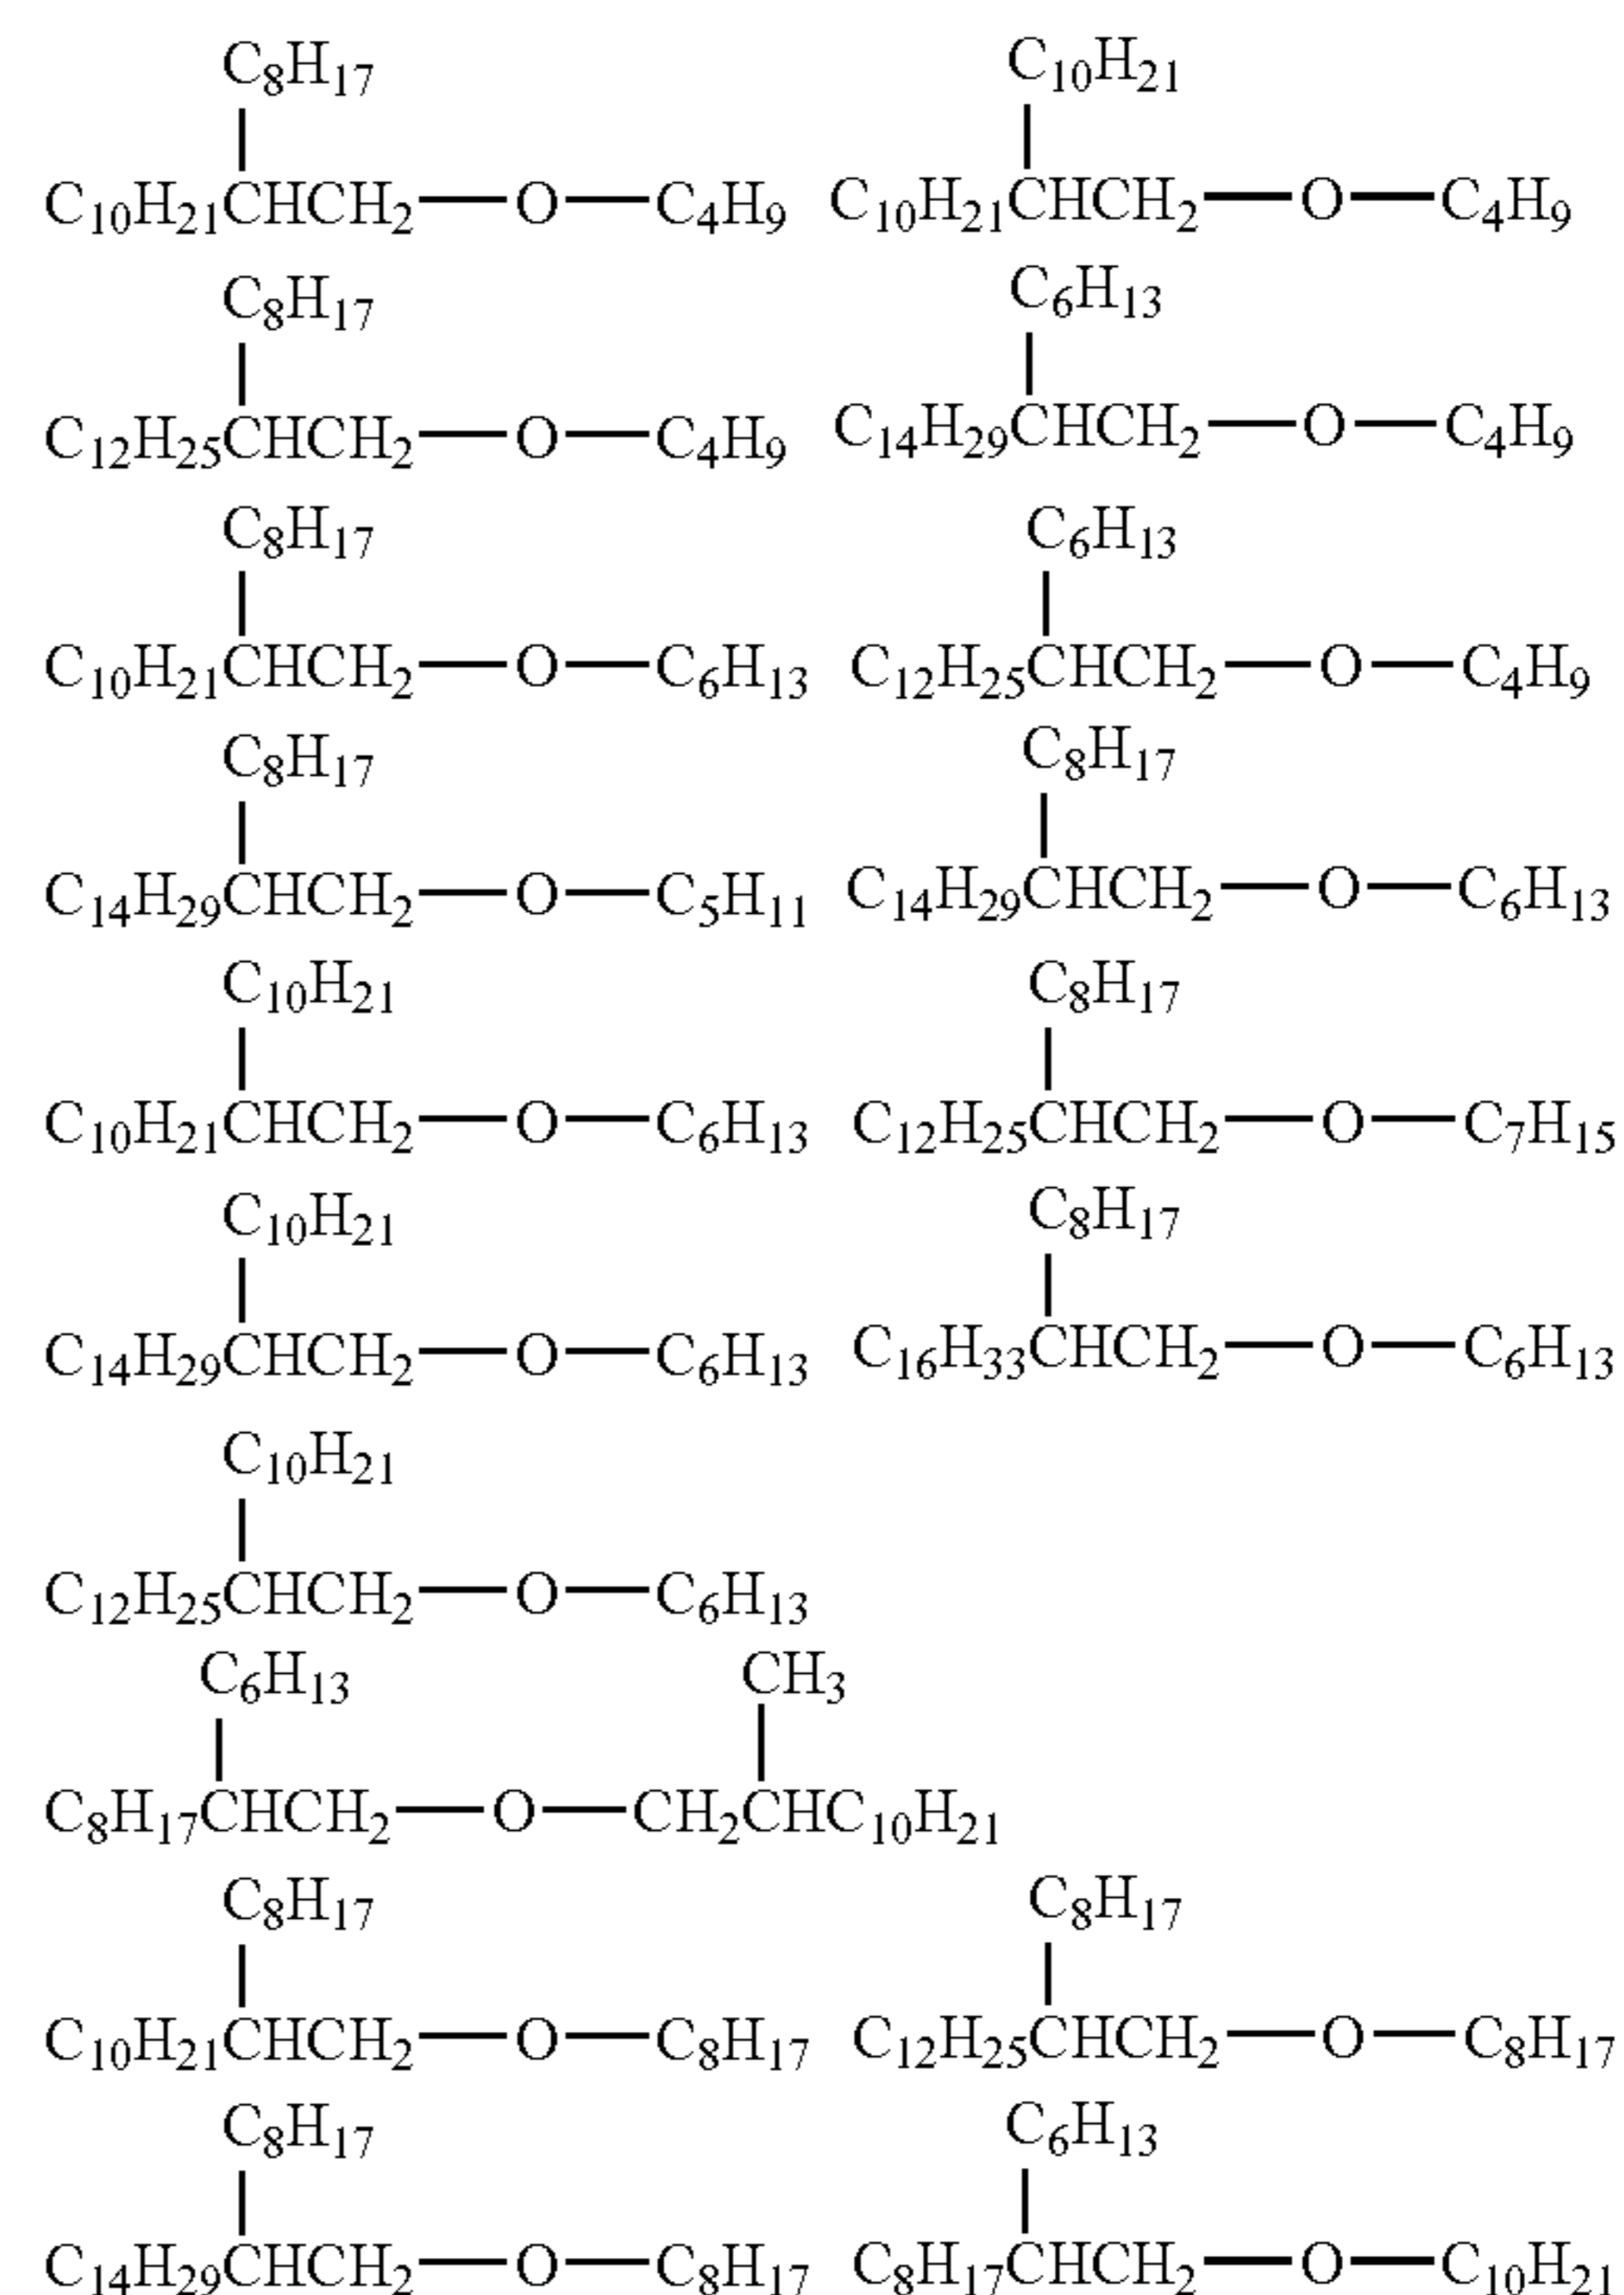 C8H17 C10H21
C10H21CHCH2—O—C4H9 C10H21CHCH2—O—C4H9
C8H17 C6H13
C12H25CHCH2—O—C4H9 C14H29CHCH2—O—C4H9
C8H17 C6H13
C10H21CHCH2—O—C6H13 C12H25CHCH2—O—C4H9
C8H17 C8H17
C14H29CHCH2—O—C5H11 C14H29CHCH2—O—C6H13
C10H21 C8H17
C10H21CHCH2—O—C6H13 C12H25CHCH2—O—C7H15
C10H21 C8H17
C14H29CHCH2—O—C6H13 C16H33CHCH2—O—C6H13
C10H21
C12H25CHCH2—O—C6H13
C6H13 CH3
C8H17CHCH2—O—CH2CHC10H21
C8H17 C8H17
C10H21CHCH2—O—C8H17 C12H25CHCH2—O—C8H17
C8H17 C6H13
C14H29CHCH2—O—C8H17 C8H17CHCH2—O—C10H21